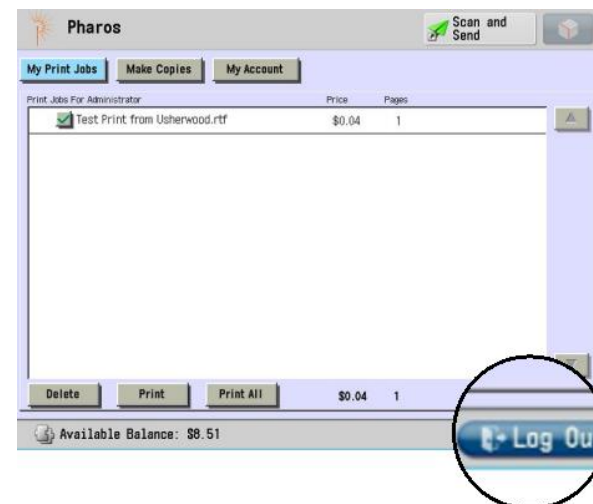 Pharos
Scan and
Send
My Print Jobs Make Copies My Account
Print Jobs For Administrator Price Pages
Test Print from Usherwood.rtf $0.04 1
Delete Print Print All $0.04 1
Available Balance: $8.51
Log Ou